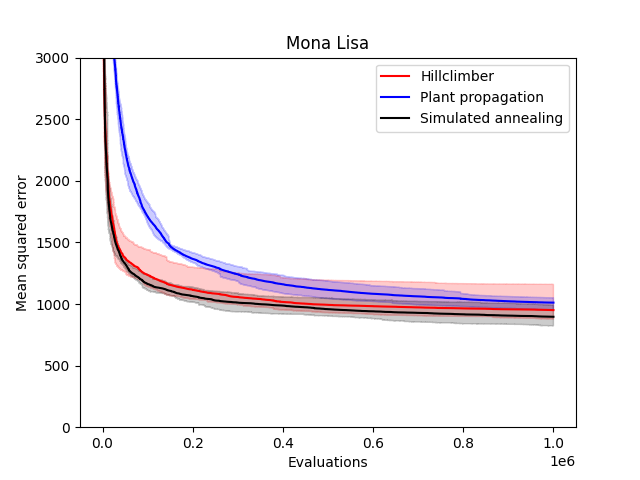 Mona Lisa
Hillclimber
Plant propagation
Simulated annealing
3000
2500
2000
1500
1000
500
0
Mean squared error
0.0 0.2 0.4 0.6 0.8 1.0
1e6
Evaluations